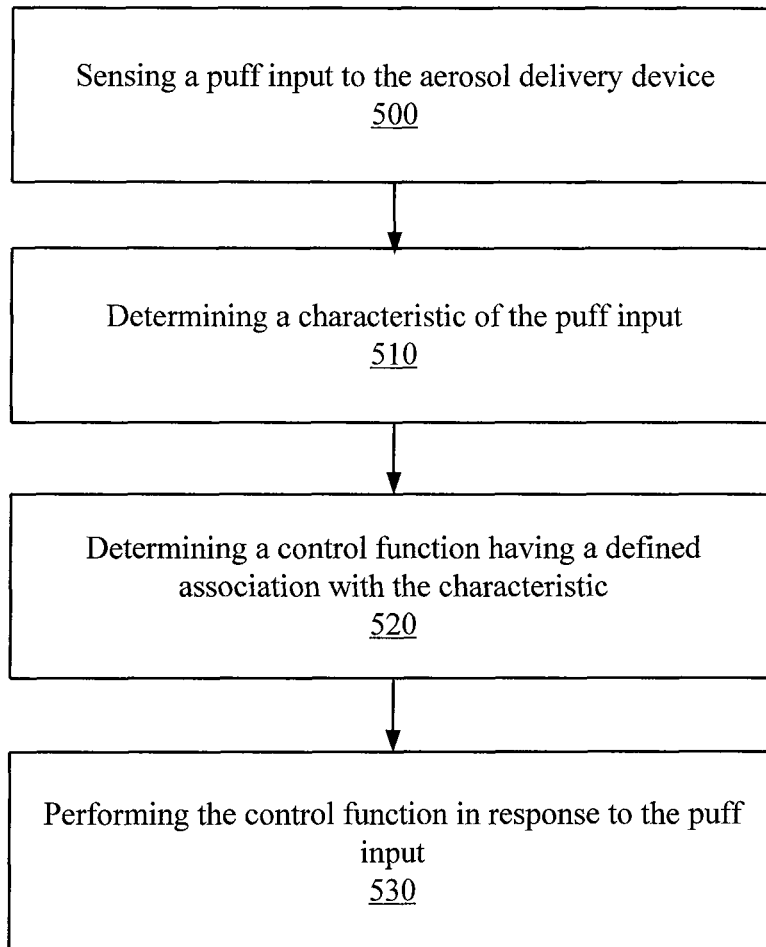 Sensing a puff input to the aerosol delivery device
500
Determining a characteristic of the puff input
510
Determining a control function having a defined
association with the characteristic
520
Performing the control function in response to the puff
input
530